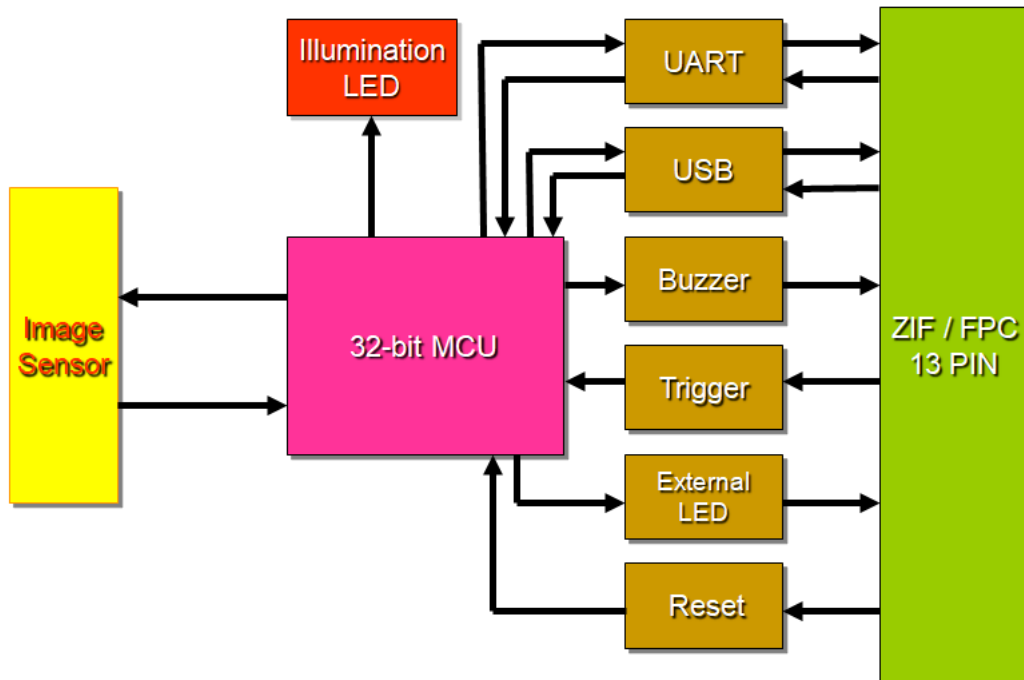 Illumination
LED
UART
USB
Image
Sensor
32-bit MCU
Buzzer
Trigger
External
LED
Reset
ZIF / FPC
13 PIN